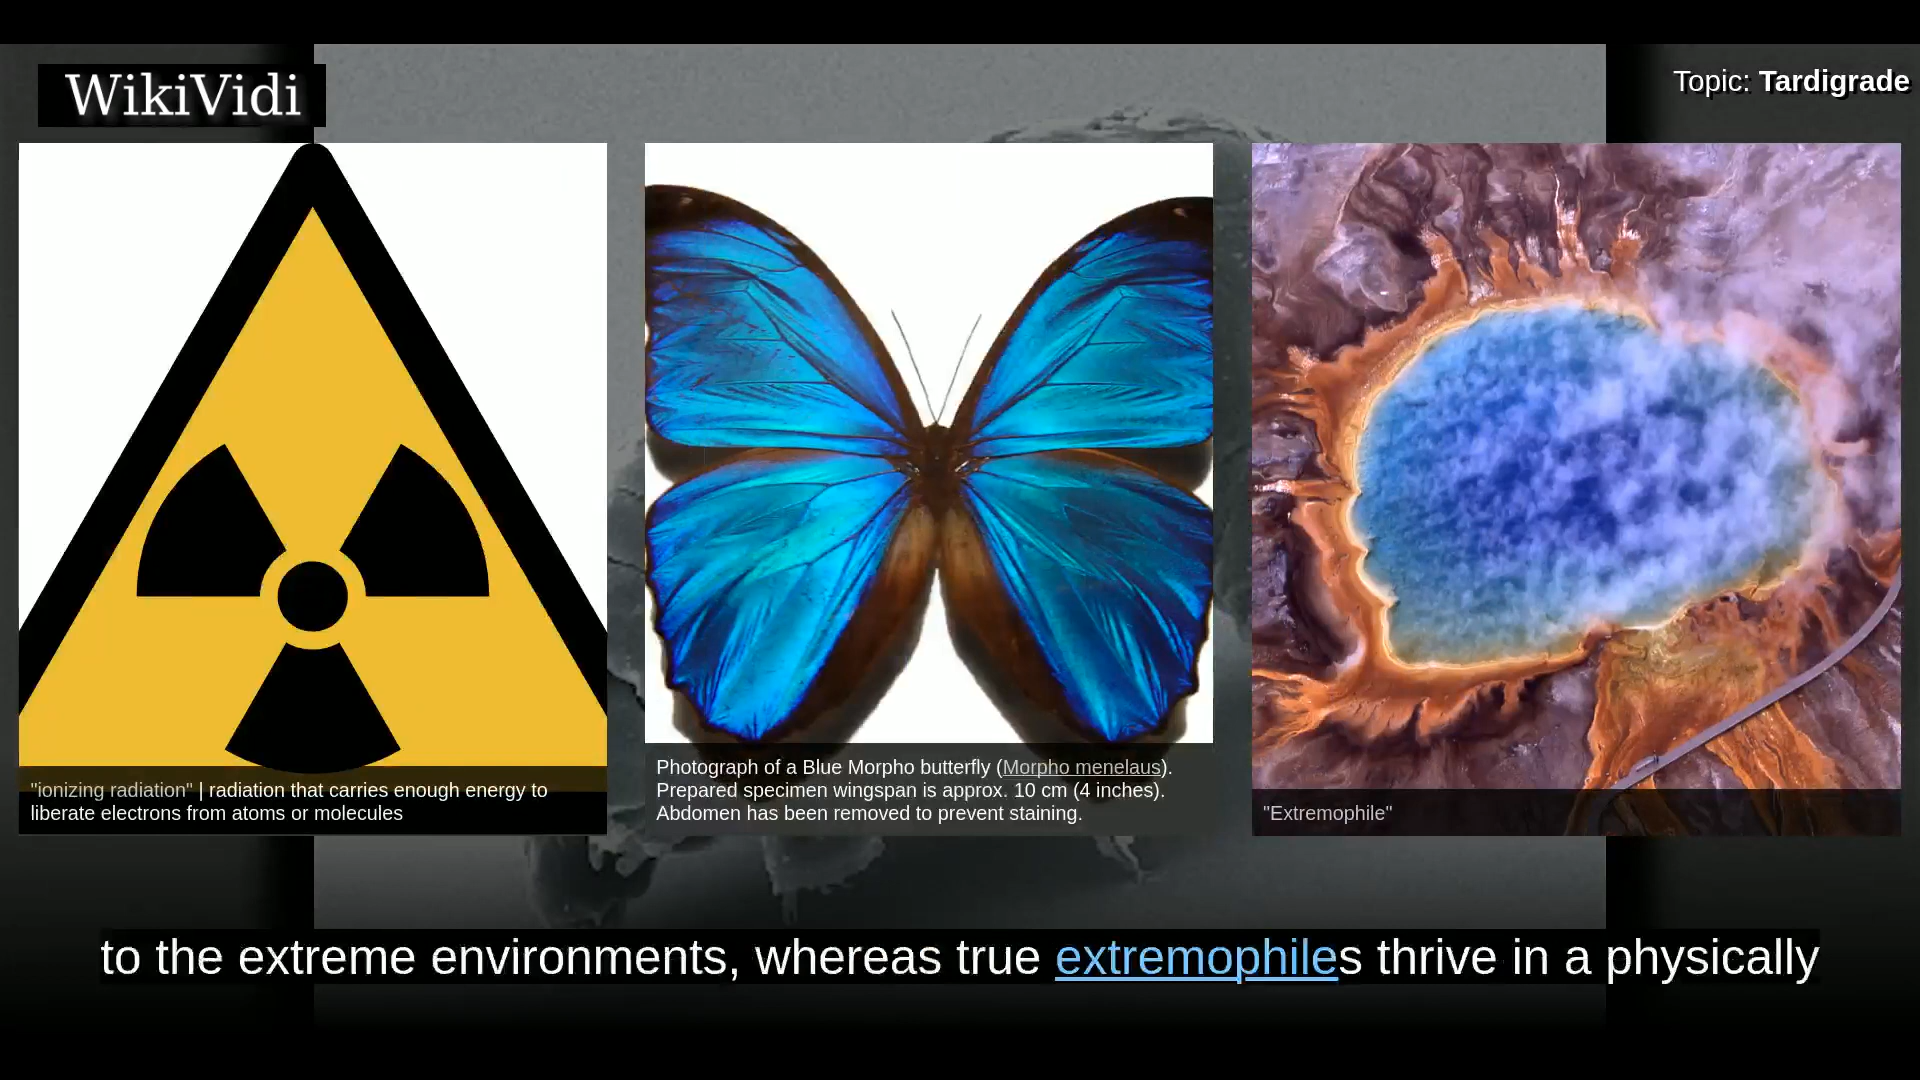 WikiVidi
Topic: Tardigrade
"ionizing radiation" | radiation that carries enough energy to
liberate electrons from atoms or molecules
Photograph of a Blue Morpho butterfly (Morpho menelaus).
Prepared specimen wingspan is approx. 10 cm (4 inches).
Abdomen has been removed to prevent staining.
"Extremophile"
to the extreme environments, whereas true extremophiles thrive in a physically